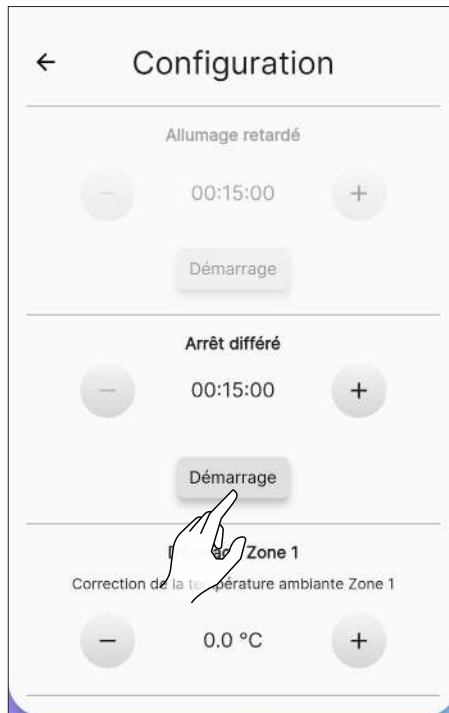 ← Configuration
Allumage retardé
− 00:15:00 +
Démarrage
Arrêt différé
− 00:15:00 +
Démarrage
Zone 1
Correction de la température ambiante Zone 1
− 0.0 °C +